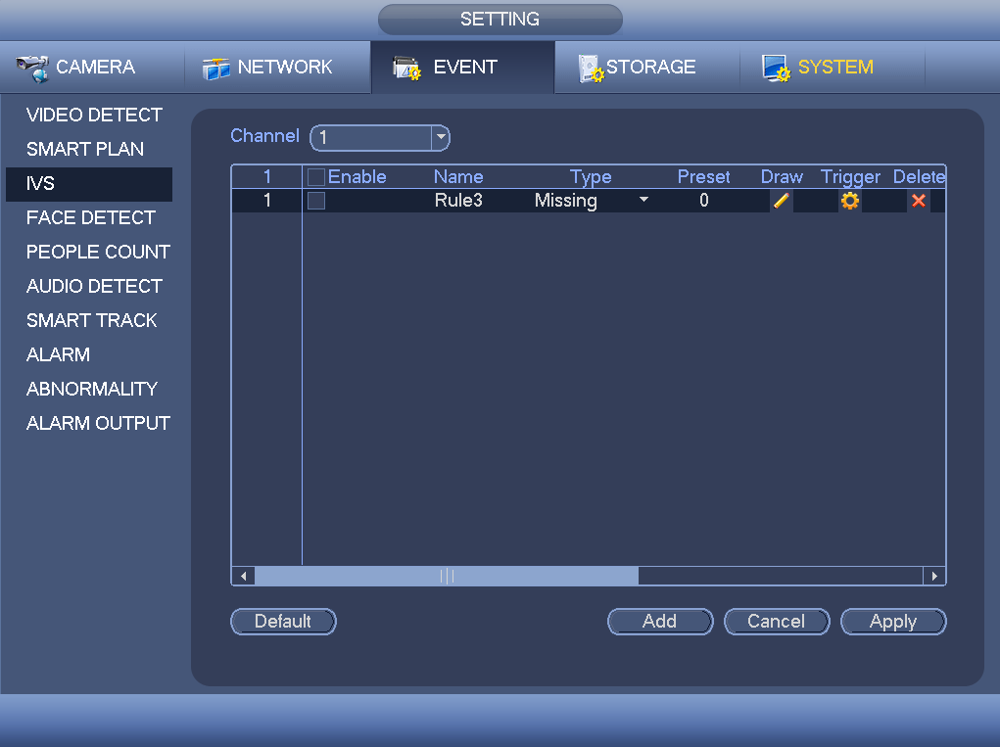 SETTING
CAMERA NETWORK EVENT STORAGE SYSTEM
VIDEO DETECT
SMART PLAN
IVS
FACE DETECT
PEOPLE COUNT
AUDIO DETECT
SMART TRACK
ALARM
ABNORMALITY
ALARM OUTPUT
Channel 1
1 Enable Name Type Preset Draw Trigger Delete
1 Rule3 Missing 0
Default Add Cancel Apply